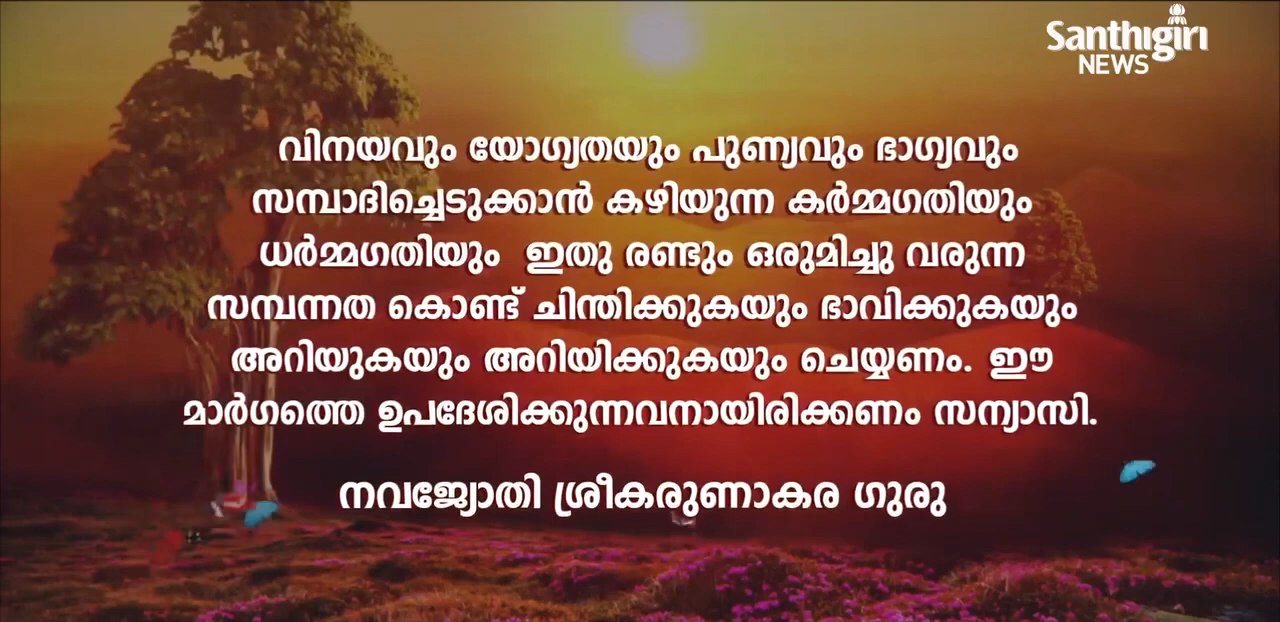 Santhigiri
NEWS
വിനയവും യോഗ്യതയും പുണ്യവും ഭാഗ്യവും
സമ്പാദിച്ചെടുക്കാൻ കഴിയുന്ന കർമ്മഗതിയും
ധർമ്മഗതിയും ഇതു രണ്ടും ഒരുമിച്ചു വരുന്ന
സമ്പന്നത കൊണ്ട് ചിന്തിക്കുകയും ഭാവിക്കുകയും
അറിയുകയും അറിയിക്കുകയും ചെയ്യണം. ഈ
മാർഗത്തെ ഉപദേശിക്കുന്നവനായിരിക്കണം സന്യാസി.
നവജ്യോതി ശ്രീകരുണാകര ഗുരു